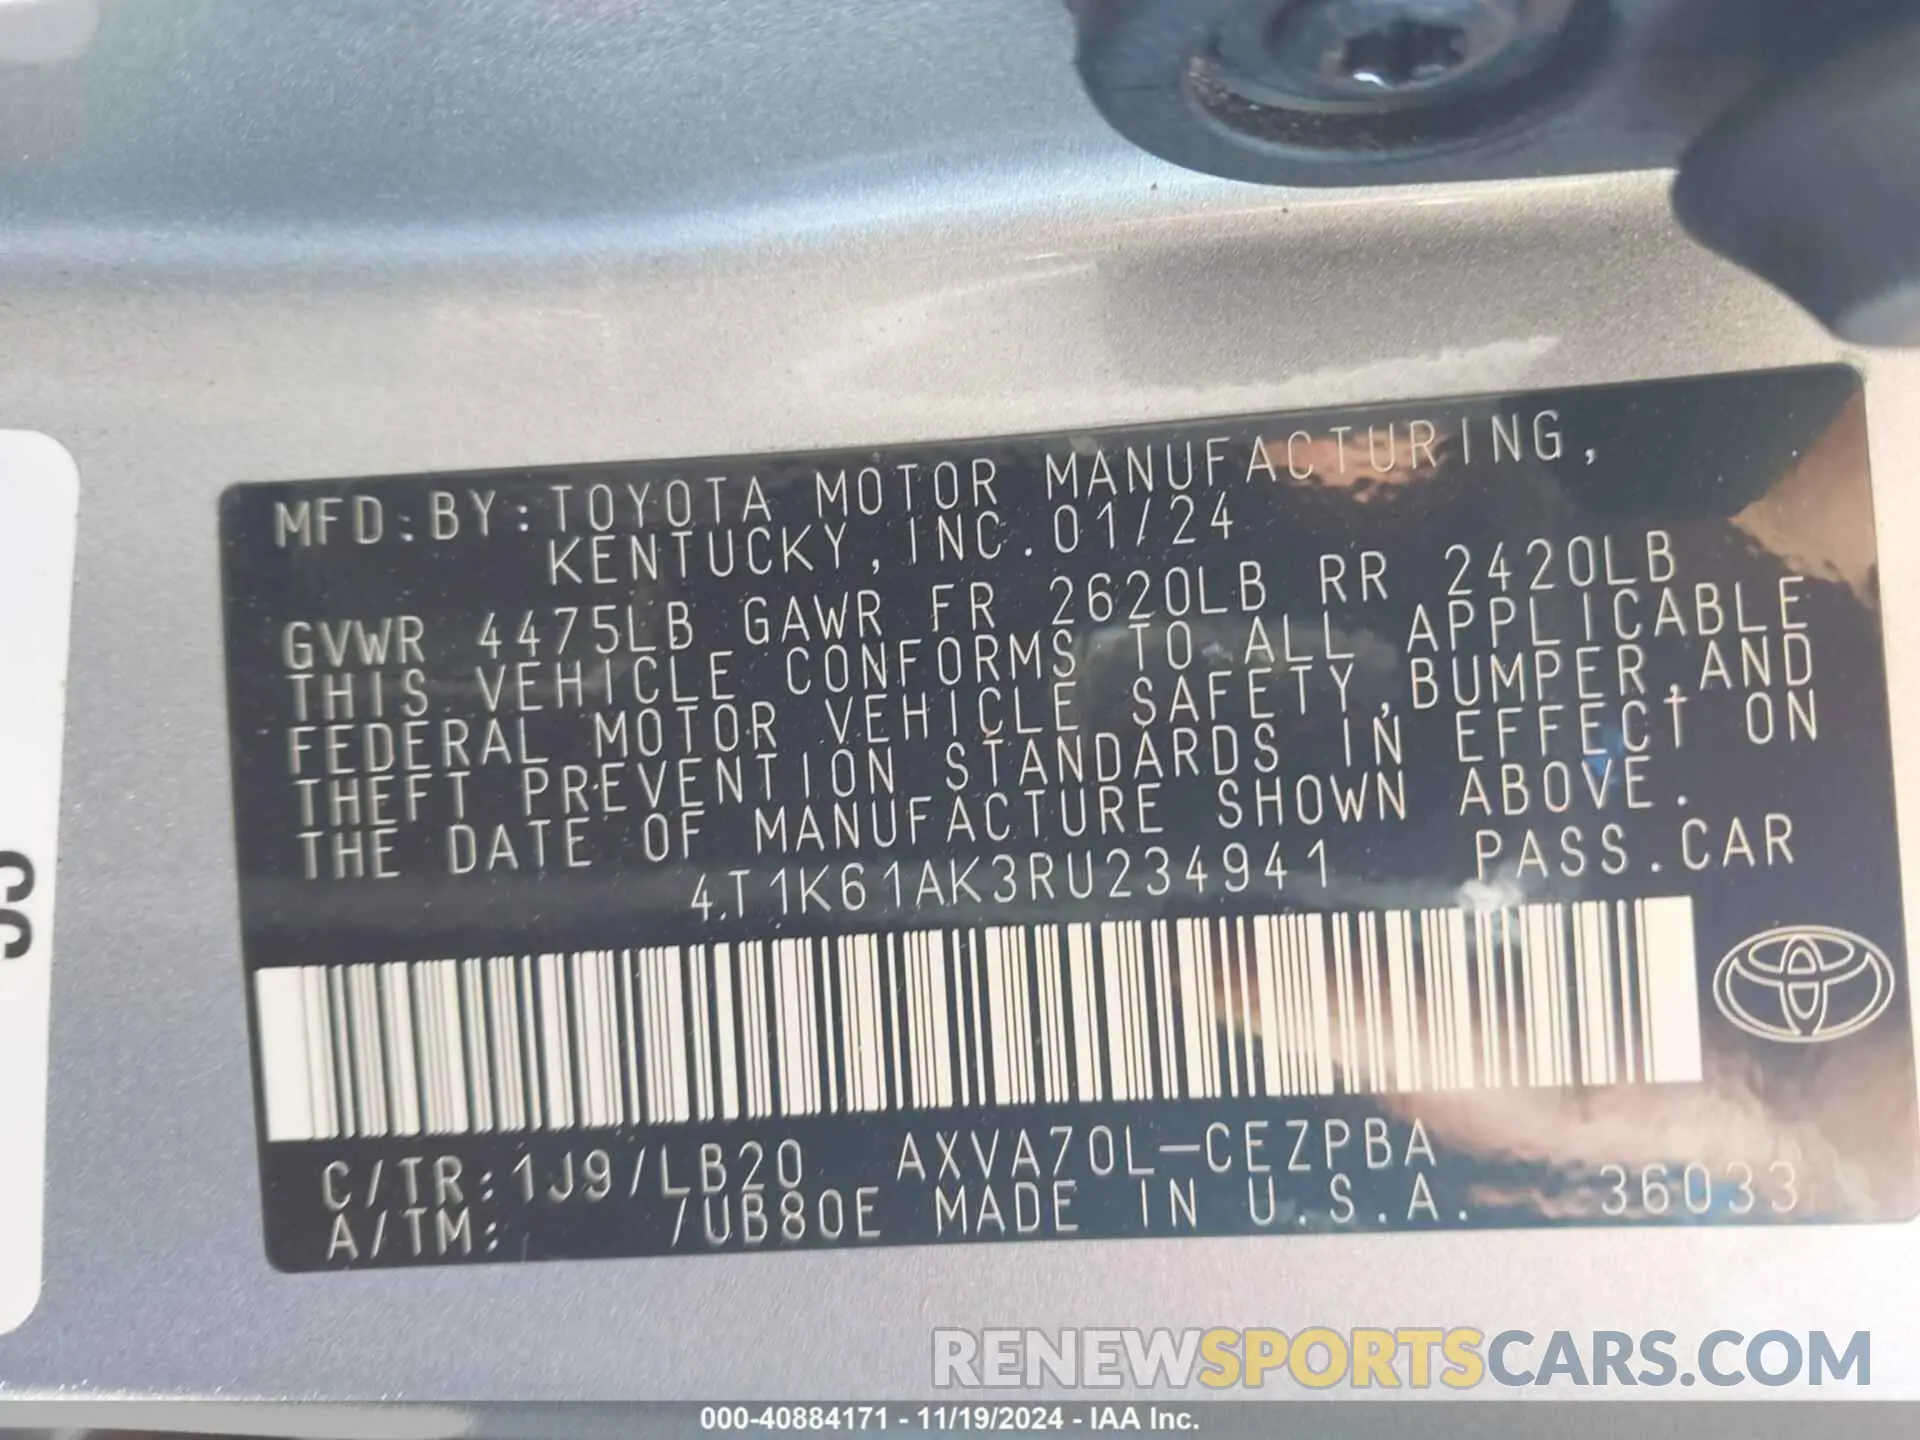 MFD.BY:TOYOTA MOTOR MANUFACTURING,
KENTUCKY,INC.01/24
GVWR 4475LB GAWR FR 2620LB RR 2420LB
THIS VEHICLE CONFORMS TO ALL APPLICABLE
FEDERAL MOTOR VEHICLE SAFETY,BUMPER,AND
THEFT PREVENTION STANDARDS IN EFFECT ON
THE DATE OF MANUFACTURE SHOWN ABOVE.
4T1K61AK3RU234941 PASS.CAR
C/TR:1J9/LB20 AXVA70L-CEZPBA
A/TM: /UB80E MADE IN U.S.A. 36033
RENEWSPORTSCARS.COM
000-40884171 - 11/19/2024 - IAA Inc.